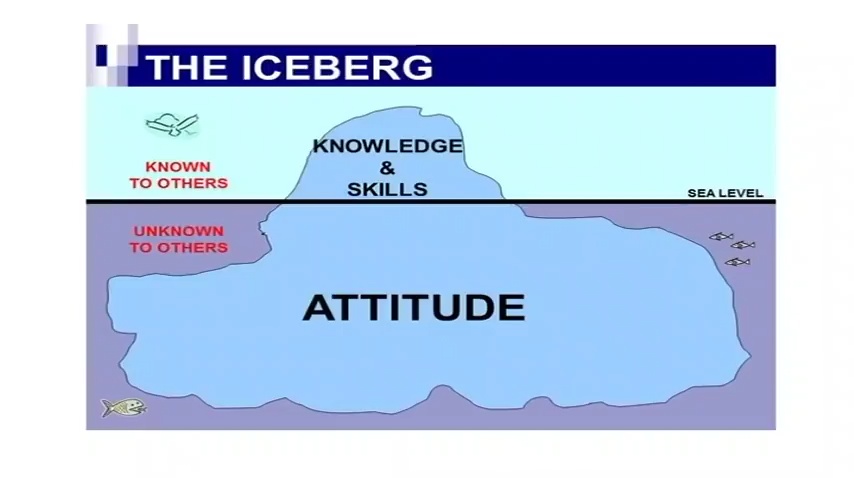 THE ICEBERG
KNOWLEDGE
&
SKILLS
KNOWN
TO OTHERS
SEA LEVEL
UNKNOWN
TO OTHERS
ATTITUDE